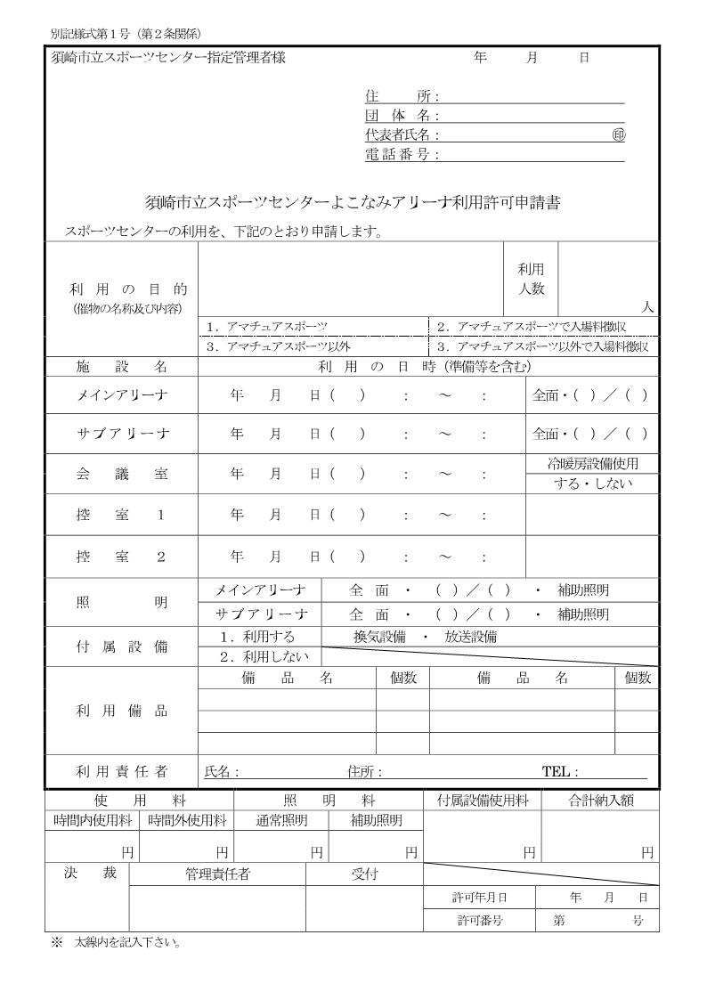 別記様式第１号（第２条関係）
須崎市立スポーツセンター指定管理者様　年　月　日
住　所：
団　体　名：
代表者氏名：　㊞
電話番号：
須崎市立スポーツセンターよこなみアリーナ利用許可申請書
スポーツセンターの利用を、下記のとおり申請します。
利　用　の　目　的
（催物の名称及び内容）
利用
人数
人
１．アマチュアスポーツ　２．アマチュアスポーツで入場料徴収
３．アマチュアスポーツ以外　３．アマチュアスポーツ以外で入場料徴収
施　設　名　利　用　の　日　時（準備等を含む）
メインアリーナ　年　月　日（　）　：　～　：　全面・（　）／（　）
サブアリーナ　年　月　日（　）　：　～　：　全面・（　）／（　）
会　議　室　年　月　日（　）　：　～　：　冷暖房設備使用
する・しない
控　室　１　年　月　日（　）　：　～　：
控　室　２　年　月　日（　）　：　～　：
照　明　メインアリーナ　全　面　・　（　）／（　）　・　補助照明
サブアリーナ　全　面　・　（　）／（　）　・　補助照明
付　属　設　備　１．利用する　換気設備　・　放送設備
２．利用しない
利　用　備　品　備　品　名　個数　備　品　名　個数
利用責任者　氏名：　住所：　TEL：
使　用　料　照　明　料　付属設備使用料　合計納入額
時間内使用料　時間外使用料　通常照明　補助照明
円　円　円　円　円　円
決　裁　管理責任者　受付
許可年月日　年　月　日
許可番号　第　号
※　太線内を記入下さい。